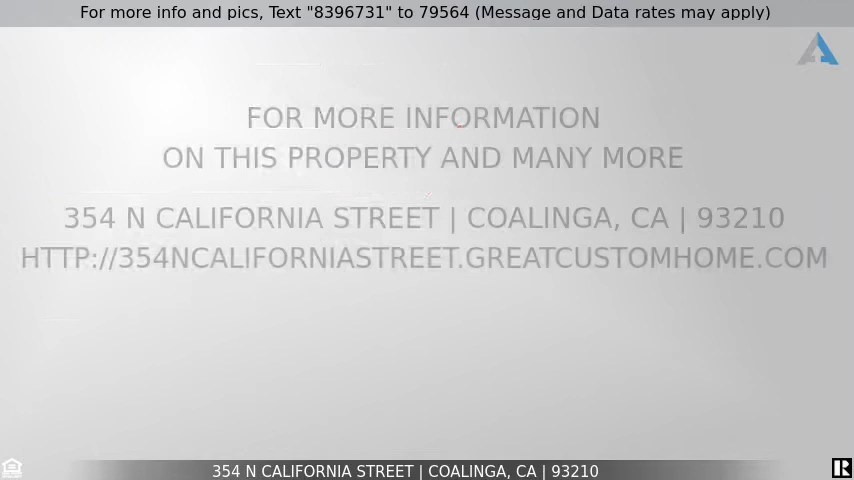 For more info and pics, Text "8396731" to 79564 (Message and Data rates may apply)
FOR MORE INFORMATION
ON THIS PROPERTY AND MANY MORE
354 N CALIFORNIA STREET | COALINGA, CA | 93210
HTTP://354NCALIFORNIASTREET.GREATCUSTOMHOME.COM
354 N CALIFORNIA STREET | COALINGA, CA | 93210